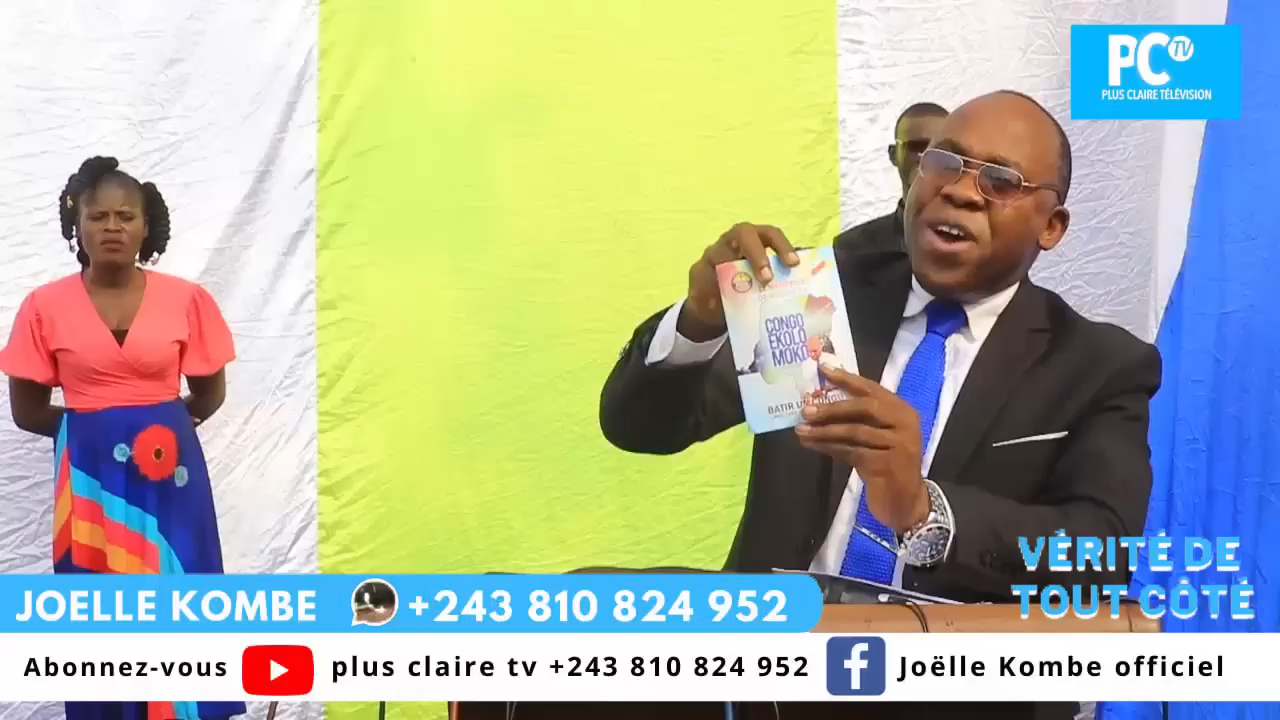 PC TV
PLUS CLAIRE TÉLÉVISION
CONGO
EKOLO
MOKO
BATIR
VÉRITÉ DE
TOUT CÔTÉ
JOELLE KOMBE +243 810 824 952
Abonnez-vous plus claire tv +243 810 824 952 Joëlle Kombe officiel